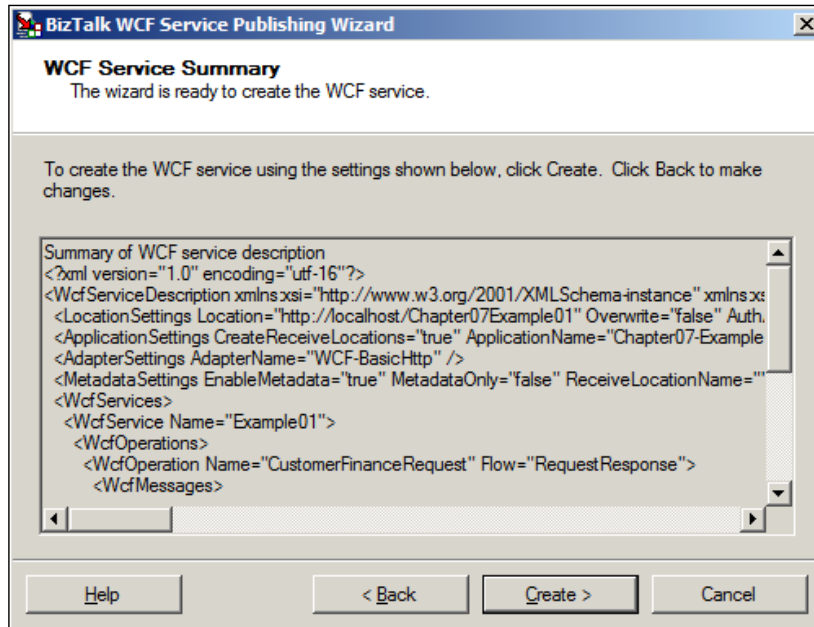 BizTalk WCF Service Publishing Wizard
WCF Service Summary
The wizard is ready to create the WCF service.
To create the WCF service using the settings shown below, click Create. Click Back to make
changes.
Summary of WCF service description
<?xml version="1.0" encoding="utf-16"?>
<WcfServiceDescription xmlns:xsi="http://www.w3.org/2001/XMLSchema-instance" xmlns:xs
<LocationSettings Location="http://localhost/Chapter07Example01" Overwrite="false" Auth
<ApplicationSettings CreateReceiveLocations="true" ApplicationName="Chapter07-Example
<AdapterSettings AdapterName="WCF-BasicHttp" />
<MetadataSettings EnableMetadata="true" MetadataOnly="false" ReceiveLocationName=""
<WcfServices>
<WcfService Name="Example01">
<WcfOperations>
<WcfOperation Name="CustomerFinanceRequest" Flow="RequestResponse">
<WcfMessages>
Help
< Back
Create >
Cancel